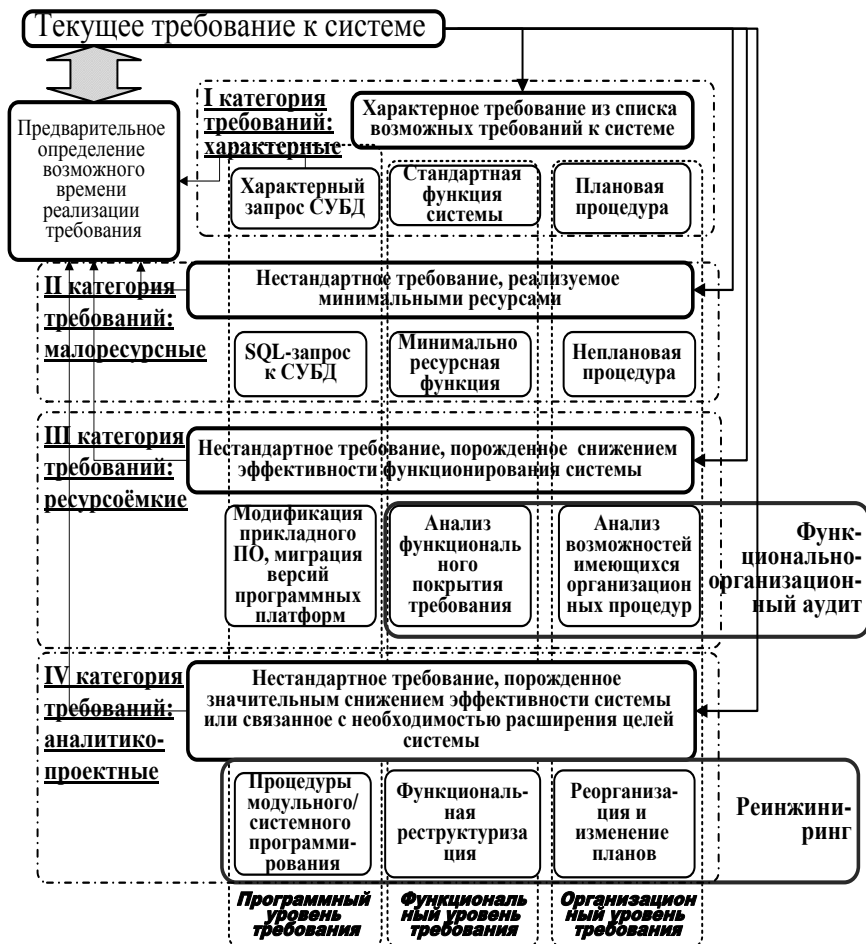 Текущее требование к системе
Предварительное
определение
возможного
времени
реализации
требования
I категория
требований:
характерные
Характерное требование из списка
возможных требований к системе
Характерный
запрос СУБД
Стандартная
функция
системы
Плановая
процедура
II категория
требований:
малоресурсные
Нестандартное требование, реализуемое
минимальными ресурсами
SQL-запрос
к СУБД
Минимально
ресурсная
функция
Неплановая
процедура
III категория
требований:
ресурсоёмкие
Нестандартное требование, порожденное снижением
эффективности функционирования системы
Модификация
прикладного
ПО, миграция
версий
программных
платформ
Анализ
функциональ
ного
покрытия
требования
Анализ
возможностей
имеющихся
организацион
ных процедур
Функ-
ционально-
организацион-
ный аудит
IV категория
требований:
аналитико-
проектные
Нестандартное требование, порожденное
значительным снижением эффективности системы
или связанное с необходимостью расширения целей
системы
Процедуры
модульного/
системного
программи-
рования
Функциональ-
ная
реструктуриза
ция
Реорганиза-
ция и
изменение
планов
Реинжини-
ринг
Программный
уровень
требования
Функциональ
ный уровень
требования
Организацион
ный уровень
требования